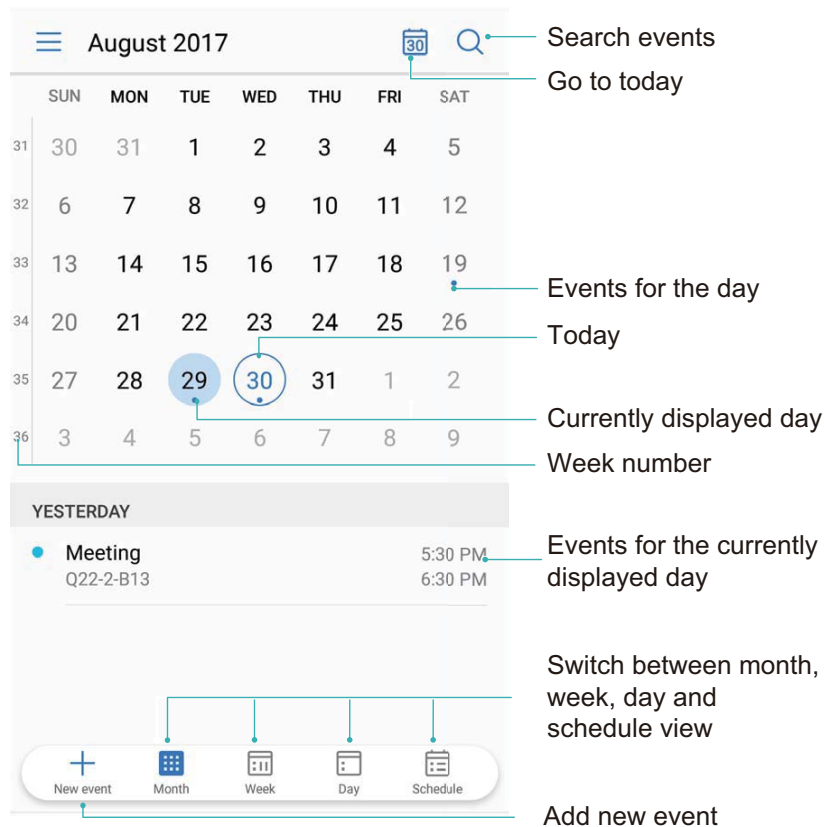 August 2017
30
Search events
Go to today
SUN MON TUE WED THU FRI SAT
31 30 31 1 2 3 4 5
32 6 7 8 9 10 11 12
33 13 14 15 16 17 18 19
Events for the day
34 20 21 22 23 24 25 26
Today
35 27 28 29 30 31 1 2
Currently displayed day
36 3 4 5 6 7 8 9
Week number
YESTERDAY
Meeting 5:30 PM
Q22-2-B13 6:30 PM
Events for the currently
displayed day
Switch between month,
week, day and
schedule view
New event Month Week Day Schedule
Add new event